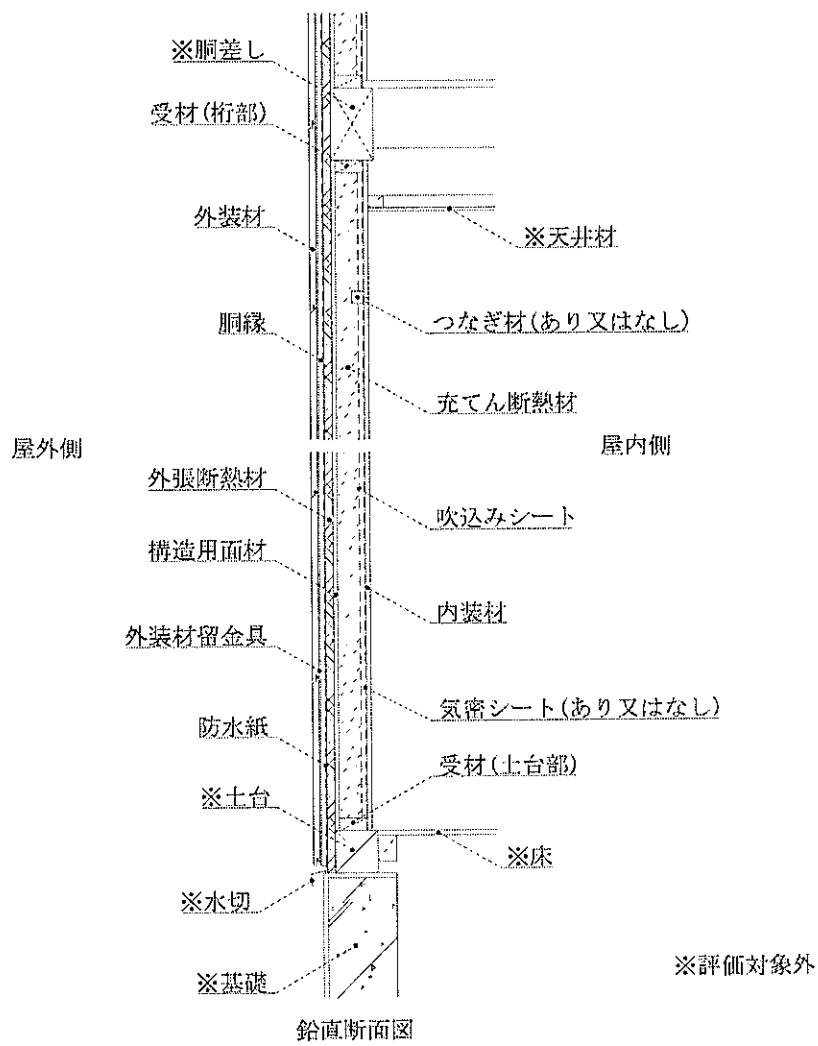 ※胴差し
受材(桁部)
外装材
※天井材
つなぎ材(あり又はなし)
胴縁
充てん断熱材
屋外側
屋内側
外張断熱材
吹込みシート
構造用面材
内装材
外装材留金具
気密シート(あり又はなし)
防水紙
受材(土台部)
※土台
※床
※水切
※基礎
※評価対象外
鉛直断面図